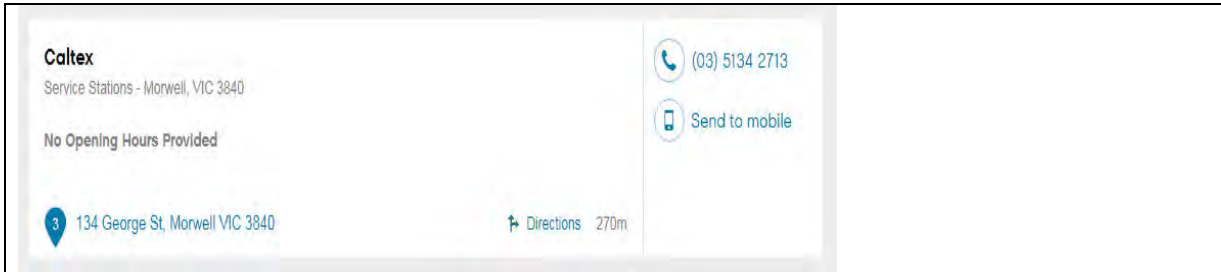 Caltex
Service Stations - Morwell, VIC 3840
No Opening Hours Provided
3 134 George St, Morwell VIC 3840
Directions 270m
(03) 5134 2713
Send to mobile